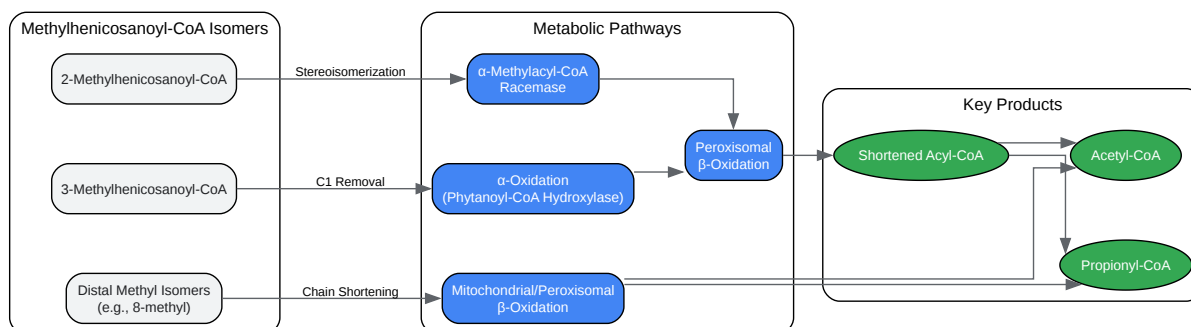 Methylhenicosanoyl-CoA Isomers
2-Methylhenicosanoyl-CoA
3-Methylhenicosanoyl-CoA
Distal Methyl Isomers
(e.g., 8-methyl)
Stereoisomerization
C1 Removal
Chain Shortening
Metabolic Pathways
α-Methylacyl-CoA
Racemase
α-Oxidation
(Phytanoyl-CoA Hydroxylase)
Mitochondrial/Peroxisomal
β-Oxidation
Peroxisomal
β-Oxidation
Key Products
Shortened Acyl-CoA
Acetyl-CoA
Propionyl-CoA